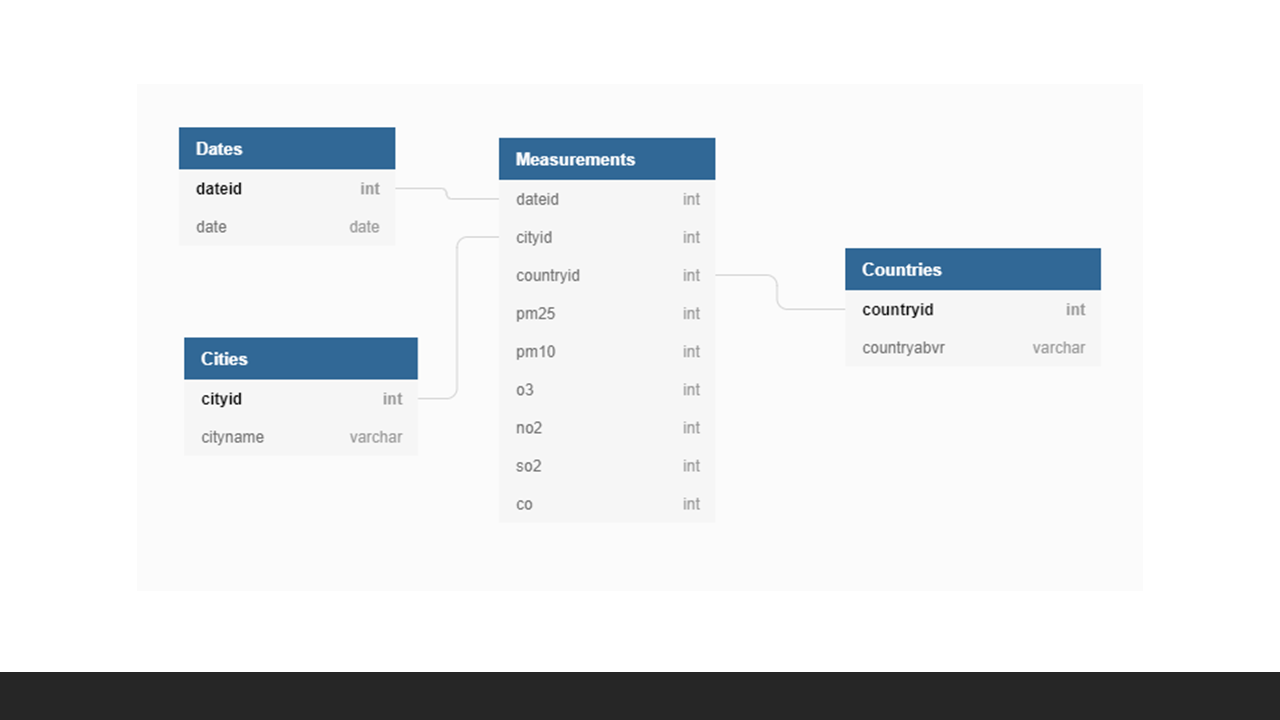 Dates
dateid int
date date
Cities
cityid int
cityname varchar
Measurements
dateid int
cityid int
countryid int
pm25 int
pm10 int
o3 int
no2 int
so2 int
co int
Countries
countryid int
countryabvr varchar